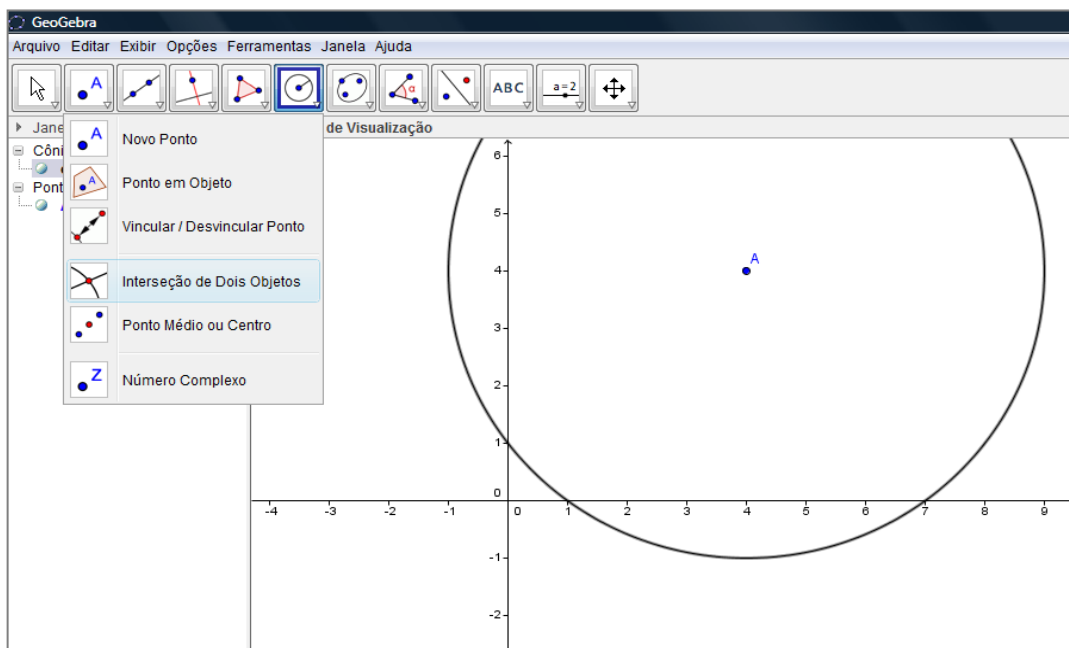 GeoGebra
Arquivo Editar Exibir Opções Ferramentas Janela Ajuda
A
α
ABC
a=2
Jane
de Visualização
Côni
Pont
A Novo Ponto
A Ponto em Objeto
Vincular / Desvincular Ponto
Interseção de Dois Objetos
Ponto Médio ou Centro
Z Número Complexo
6
5
A
4
3
2
1
0
-4 -3 -2 -1 0 1 2 3 4 5 6 7 8 9
-1
-2